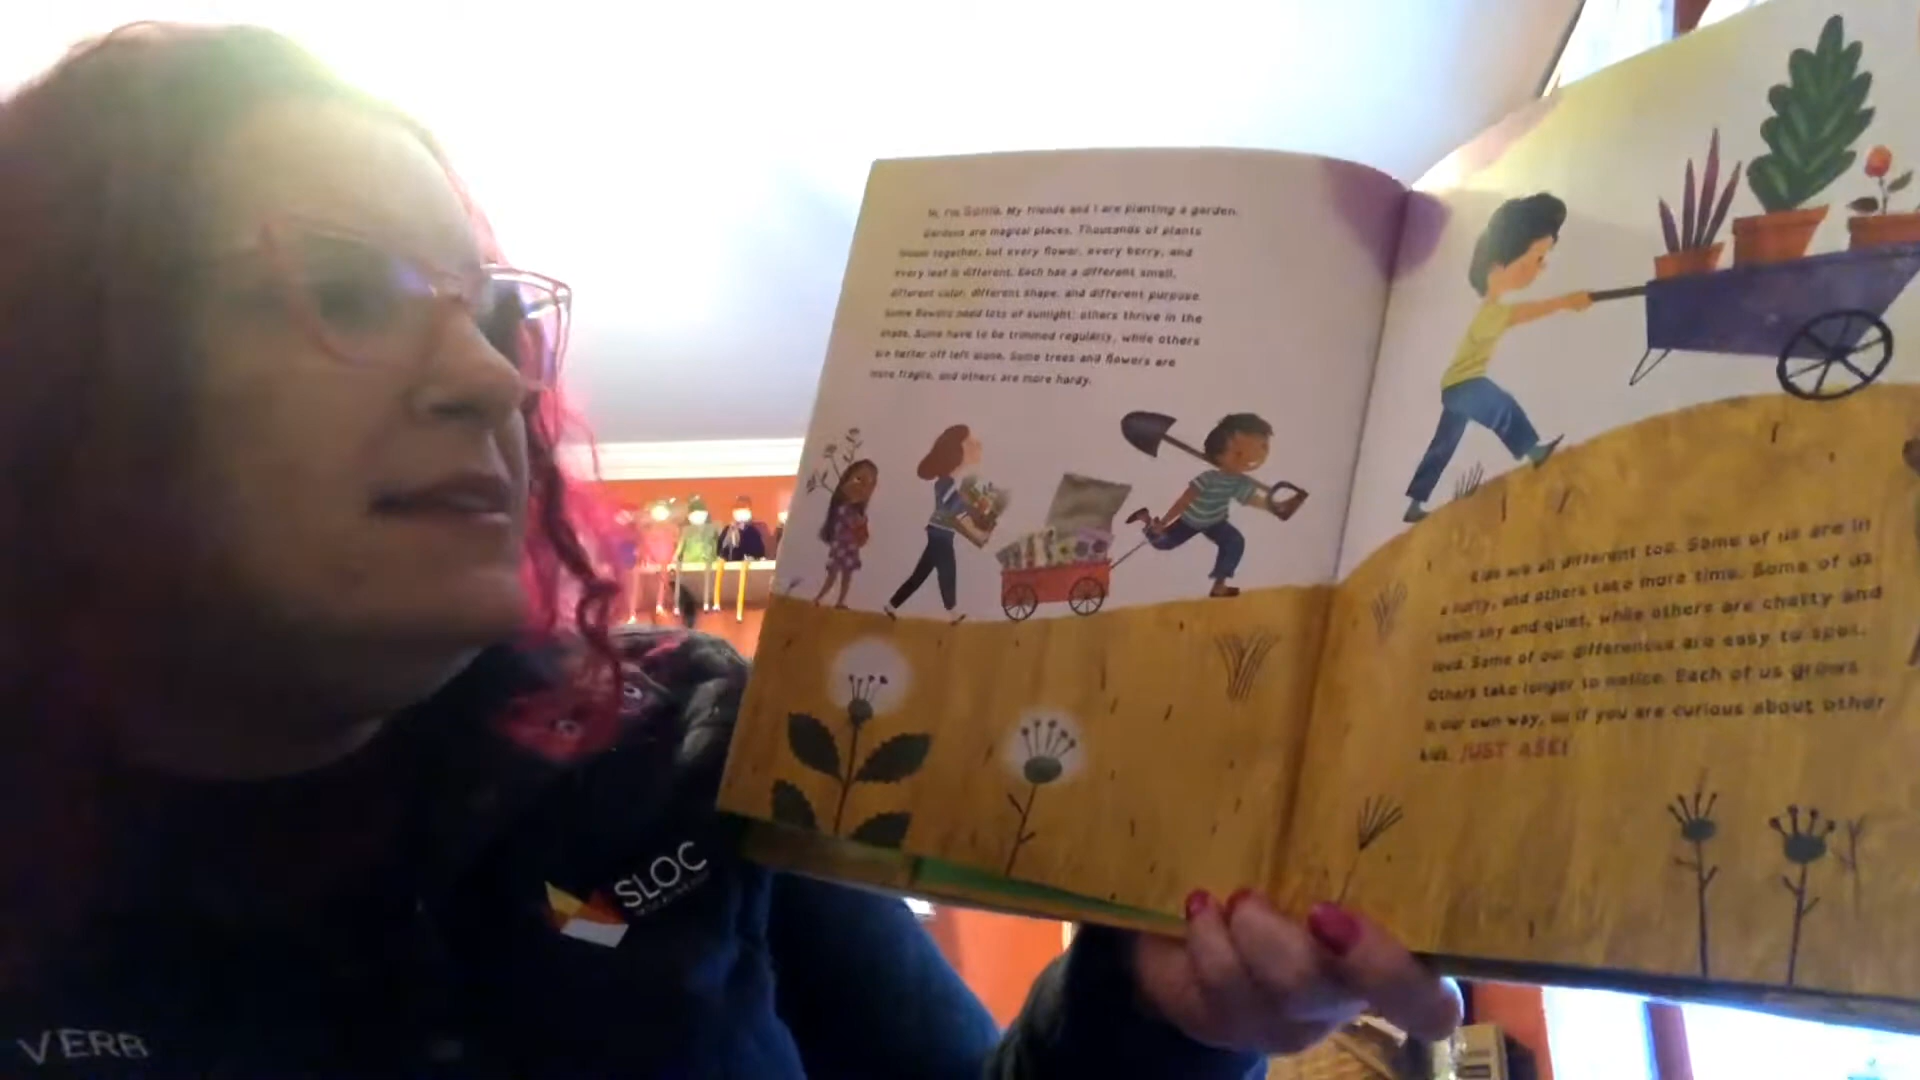 Hi, I'm Sonia. My friends and I are planting a garden.
Gardens are magical places. Thousands of plants
bloom together, but every flower, every berry, and
every leaf is different. Each has a different smell,
different color, different shape, and different purpose.
Some flowers need lots of sunlight; others thrive in the
shade. Some have to be trimmed regularly, while others
are better off left alone. Some trees and flowers are
more fragile, and others are more hardy.
Kids are all different too. Some of us are in
a hurry, and others take more time. Some of us
seem shy and quiet, while others are chatty and
loud. Some of our differences are easy to spot.
Others take longer to notice. Each of us grows
in our own way, so if you are curious about other
kids, JUST ASK!
SLOC
VERB